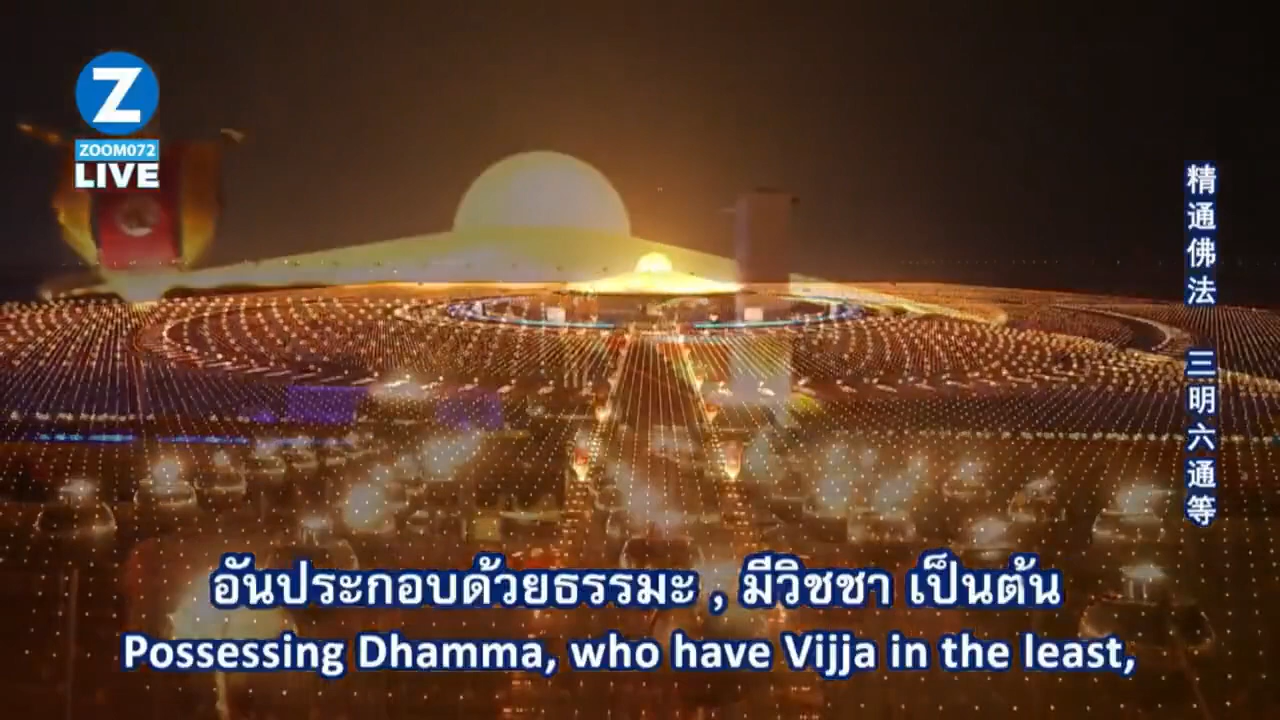 Z
ZOOM072
LIVE
精通佛法 三明六通等
อันประกอบด้วยธรรมะ , มีวิชชา เป็นต้น
Possessing Dhamma, who have Vijja in the least,